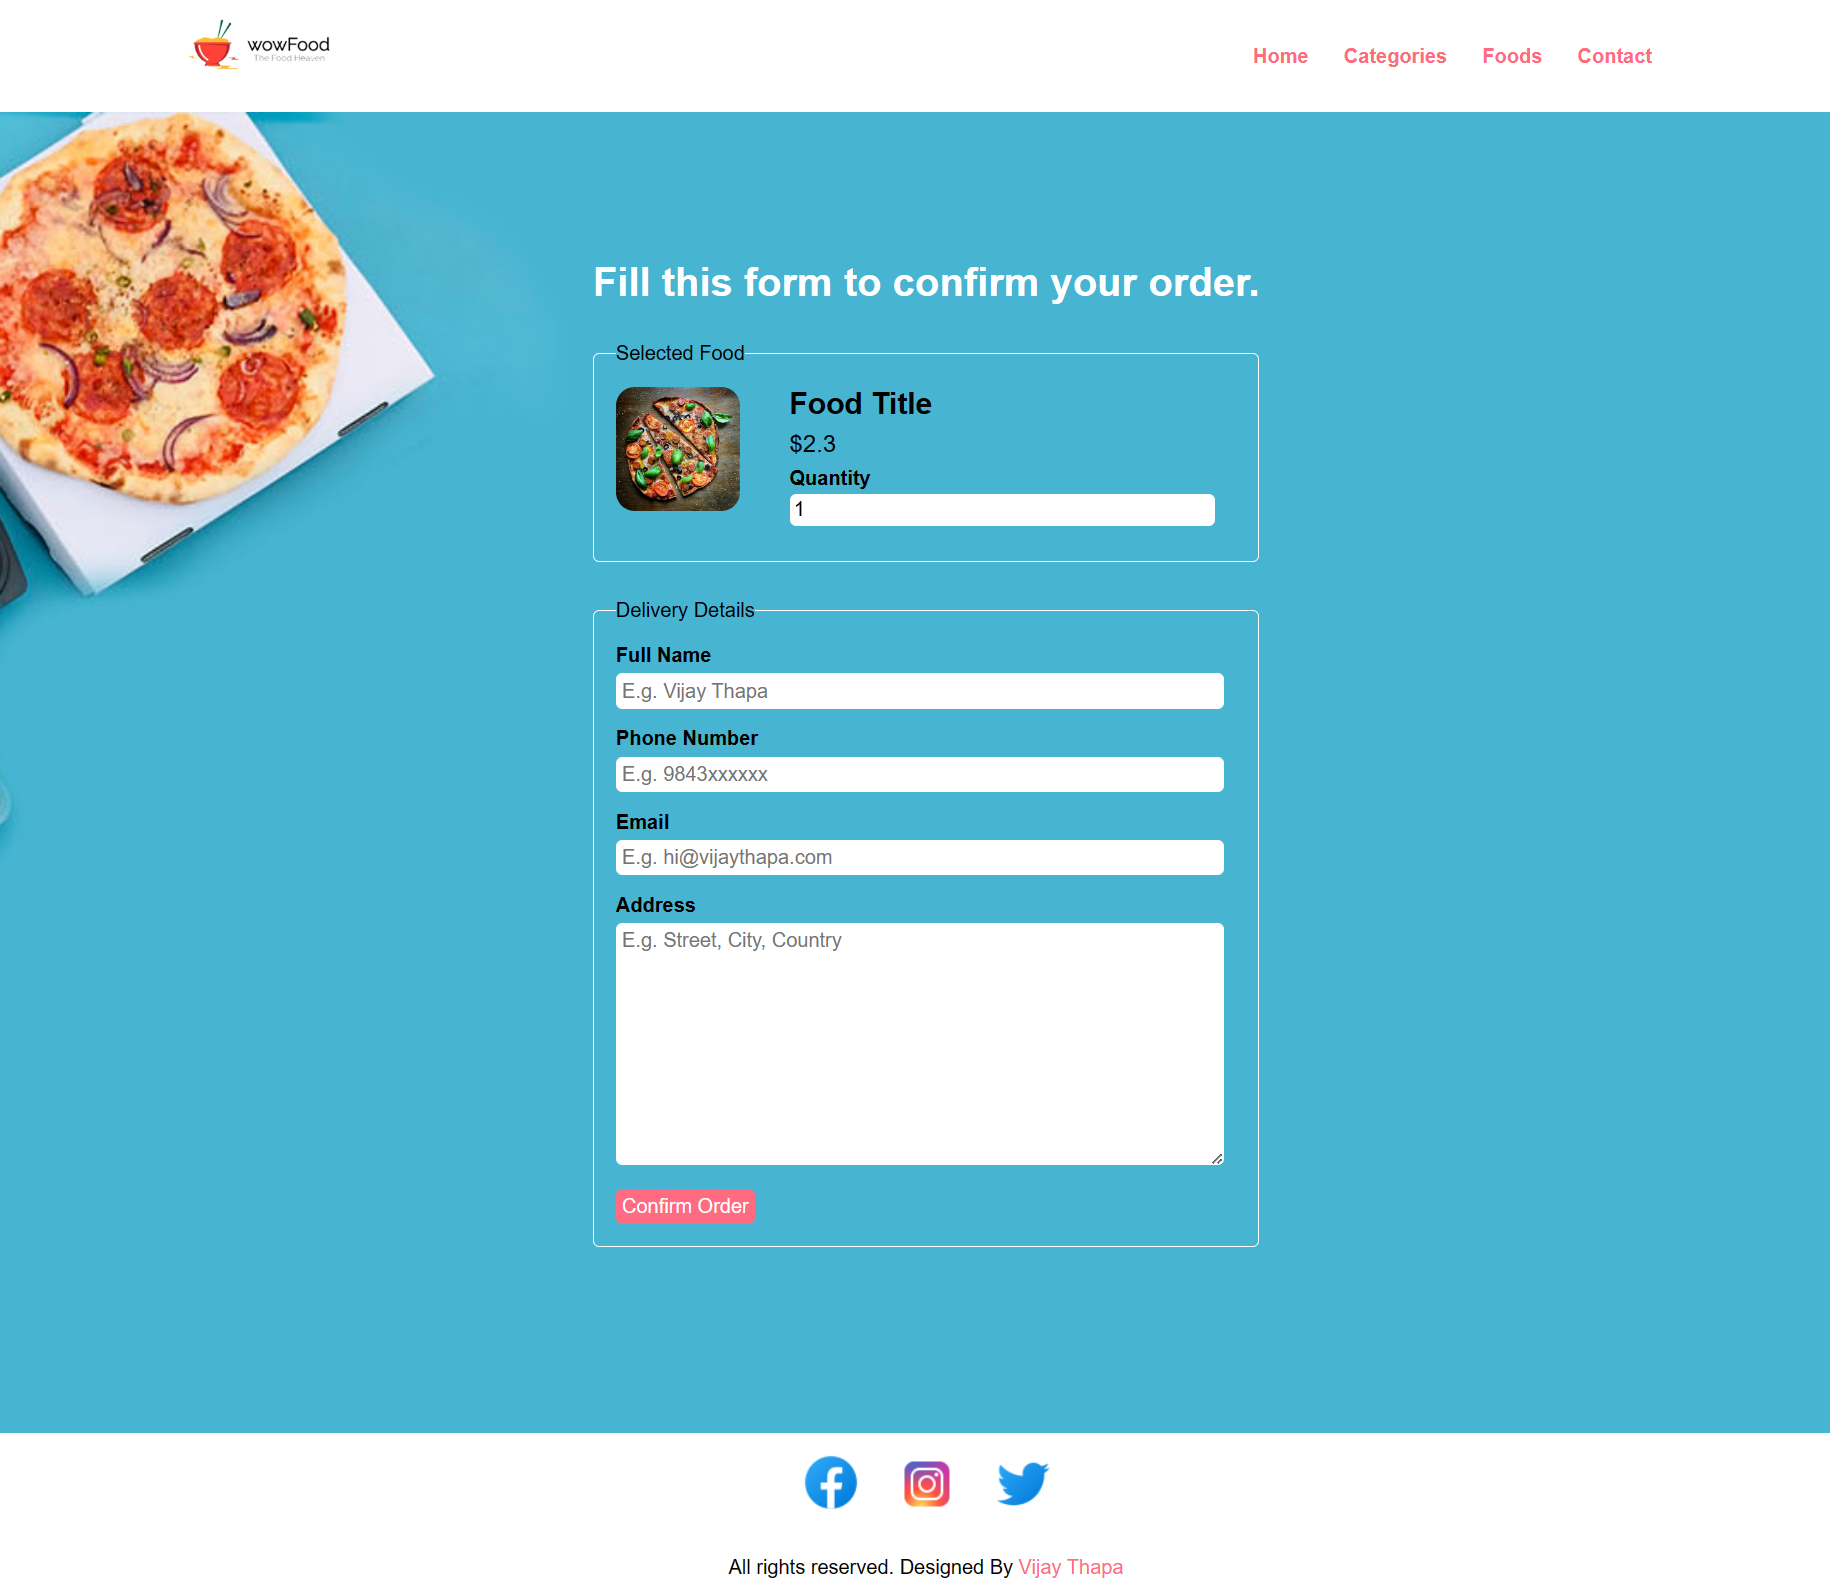 wowFood
The Food Heaven
Home Categories Foods Contact
Fill this form to confirm your order.
Selected Food
Food Title
$2.3
Quantity
1
Delivery Details
Full Name
E.g. Vijay Thapa
Phone Number
E.g. 9843xxxxxx
Email
E.g. hi@vijaythapa.com
Address
E.g. Street, City, Country
Confirm Order
All rights reserved. Designed By Vijay Thapa